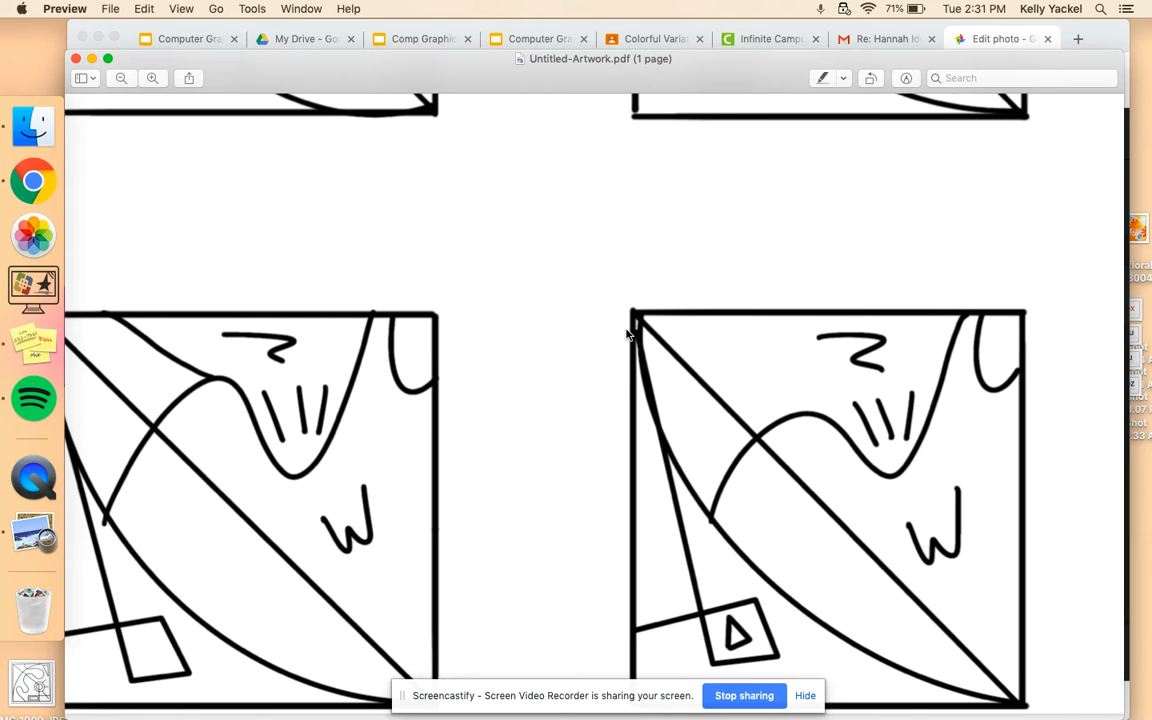 Preview File Edit View Go Tools Window Help 71% Tue 2:31 PM Kelly Yackel
Computer Gra × My Drive - Go × Comp Graphic × Computer Gra × Colorful Variat × Infinite Camp × Re: Hannah Id × Edit photo - G ×
Untitled-Artwork.pdf (1 page)
Search
W W
Screencastify - Screen Video Recorder is sharing your screen. Stop sharing Hide